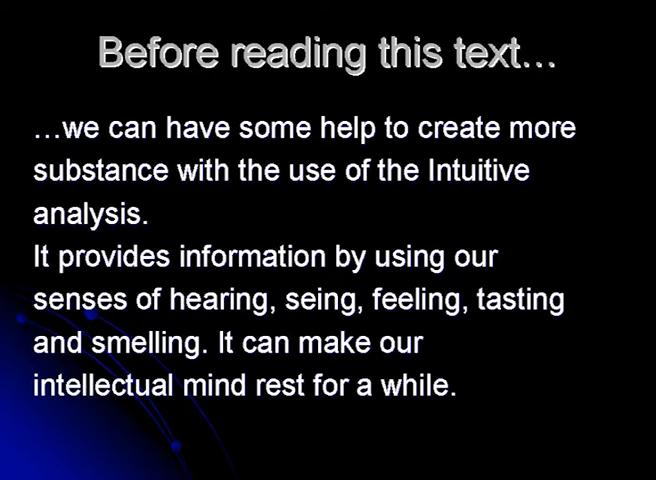 Before reading this text...
...we can have some help to create more
substance with the use of the Intuitive
analysis.
It provides information by using our
senses of hearing, seing, feeling, tasting
and smelling. It can make our
intellectual mind rest for a while.